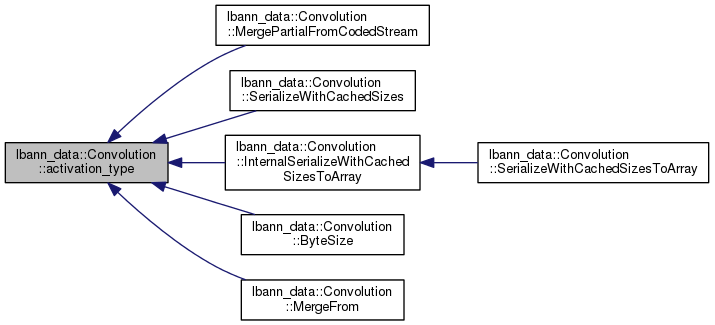 lbann_data::Convolution
::MergePartialFromCodedStream
lbann_data::Convolution
::SerializeWithCachedSizes
lbann_data::Convolution
::activation_type
lbann_data::Convolution
::InternalSerializeWithCached
SizesToArray
lbann_data::Convolution
::SerializeWithCachedSizesToArray
lbann_data::Convolution
::ByteSize
lbann_data::Convolution
::MergeFrom